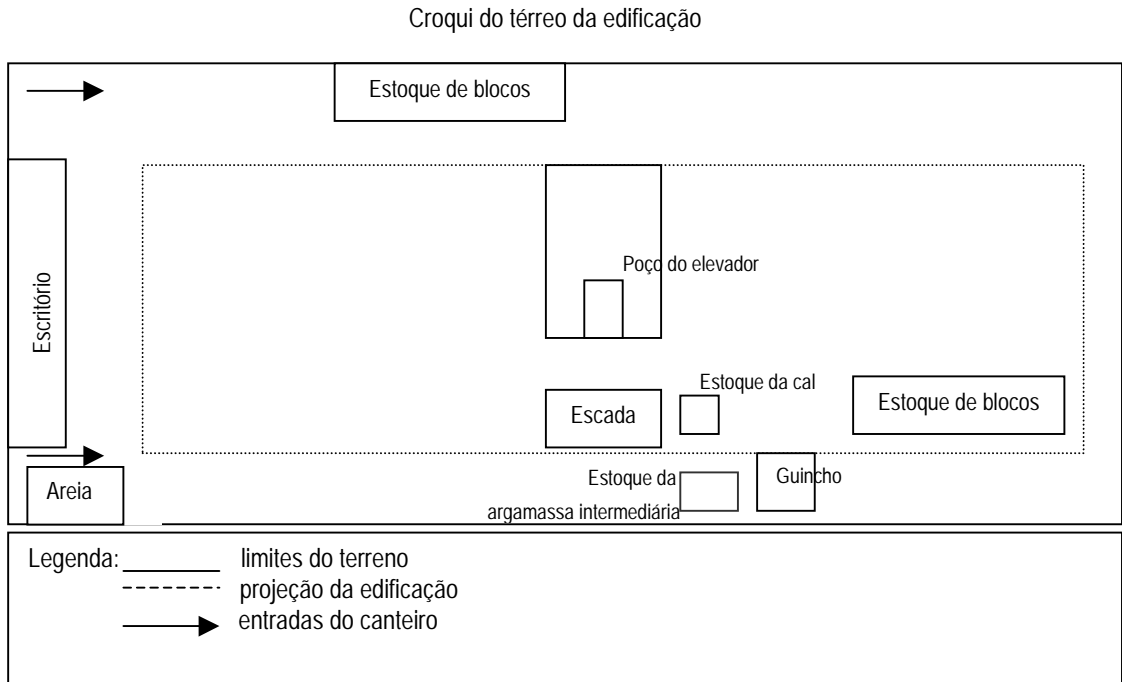 Croqui do térreo da edificação
Estoque de blocos
Poço do elevador
Escritório
Estoque da cal
Estoque de blocos
Escada
Areia
Estoque da
argamassa intermediária
Guincho
Legenda:
limites do terreno
projeção da edificação
entradas do canteiro